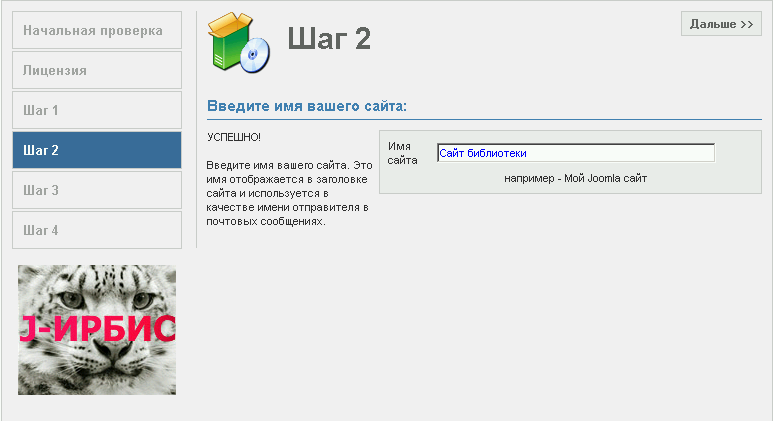 Начальная проверка
Лицензия
Шаг 1
Шаг 2
Шаг 3
Шаг 4
J-ИРБИС
Шаг 2
Дальше >>
Введите имя вашего сайта:
УСПЕШНО!
Введите имя вашего сайта. Это
имя отображается в заголовке
сайта и используется в
качестве имени отправителя в
почтовых сообщениях.
Имя
сайта
Сайт библиотеки
например - Мой Joomla сайт